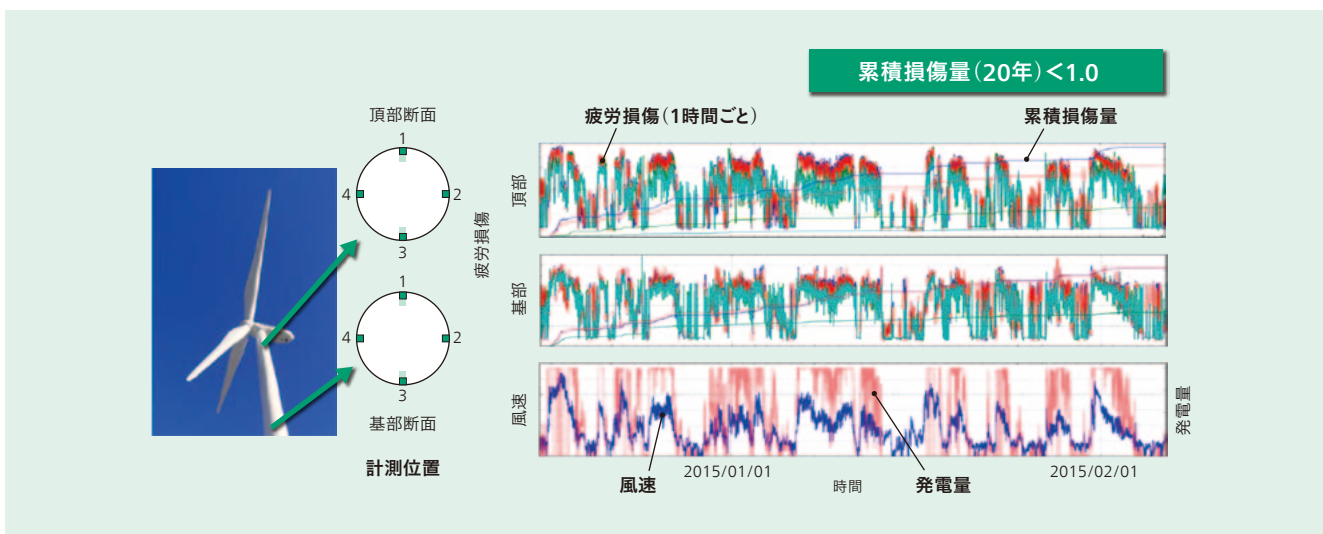 累積損傷量(20年)<1.0
頂部断面
1
4
2
3
1
4
2
3
基部断面
計測位置
疲労損傷(1時間ごと)
累積損傷量
疲労損傷
頂部
基部
風速
発電量
2015/01/01
2015/02/01
風速
時間
発電量